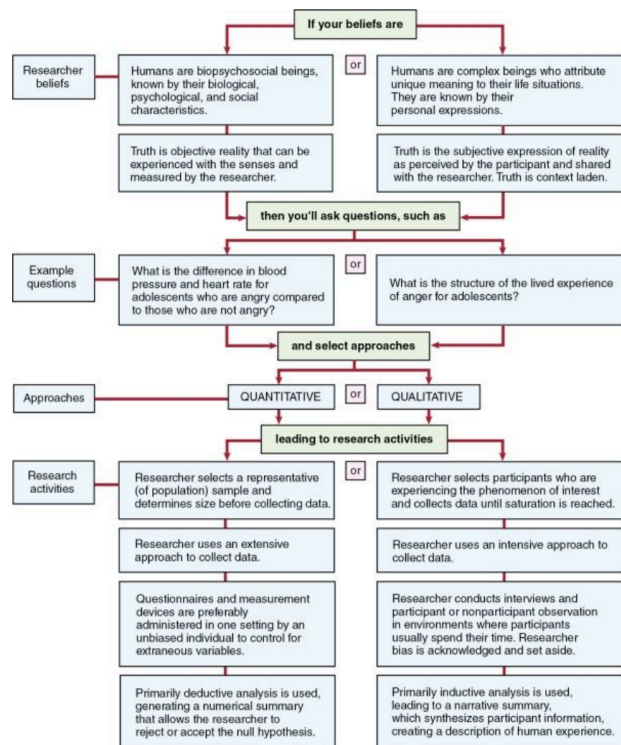 If your beliefs are
Researcher
beliefs
Humans are biopsychosocial beings,
known by their biological,
psychological, and social
characteristics.
or
Humans are complex beings who attribute
unique meaning to their life situations.
They are known by their
personal expressions.
Truth is objective reality that can be
experienced with the senses and
measured by the researcher.
Truth is the subjective expression of reality
as perceived by the participant and shared
with the researcher. Truth is context laden.
then you'll ask questions, such as
Example
questions
What is the difference in blood
pressure and heart rate for
adolescents who are angry compared
to those who are not angry?
or
What is the structure of the lived experience
of anger for adolescents?
and select approaches
Approaches
QUANTITATIVE
or
QUALITATIVE
leading to research activities
Research
activities
Researcher selects a representative
(of population) sample and
determines size before collecting data.
or
Researcher selects participants who are
experiencing the phenomenon of interest
and collects data until saturation is reached.
Researcher uses an extensive
approach to collect data.
Researcher uses an intensive approach to
collect data.
Questionnaires and measurement
devices are preferably
administered in one setting by an
unbiased individual to control for
extraneous variables.
Researcher conducts interviews and
participant or nonparticipant observation
in environments where participants
usually spend their time. Researcher
bias is acknowledged and set aside.
Primarily deductive analysis is used,
generating a numerical summary
that allows the researcher to
reject or accept the null hypothesis.
Primarily inductive analysis is used,
leading to a narrative summary,
which synthesizes participant information,
creating a description of human experience.